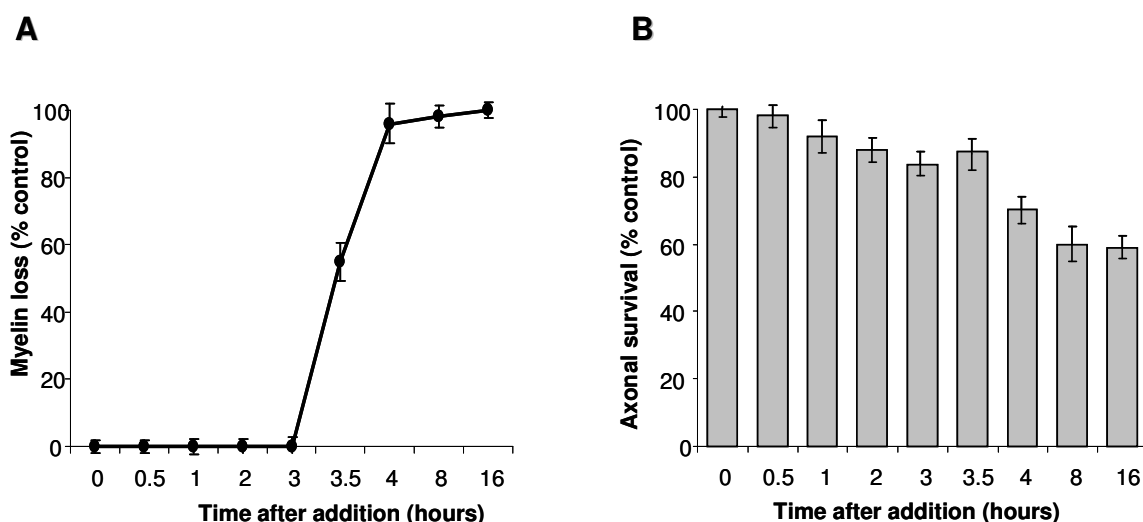 A
Myelin loss (% control)
100
80
60
40
20
0
0 0.5 1 2 3 3.5 4 8 16
Time after addition (hours)
B
Axonal survival (% control)
100
80
60
40
20
0
0 0.5 1 2 3 3.5 4 8 16
Time after addition (hours)